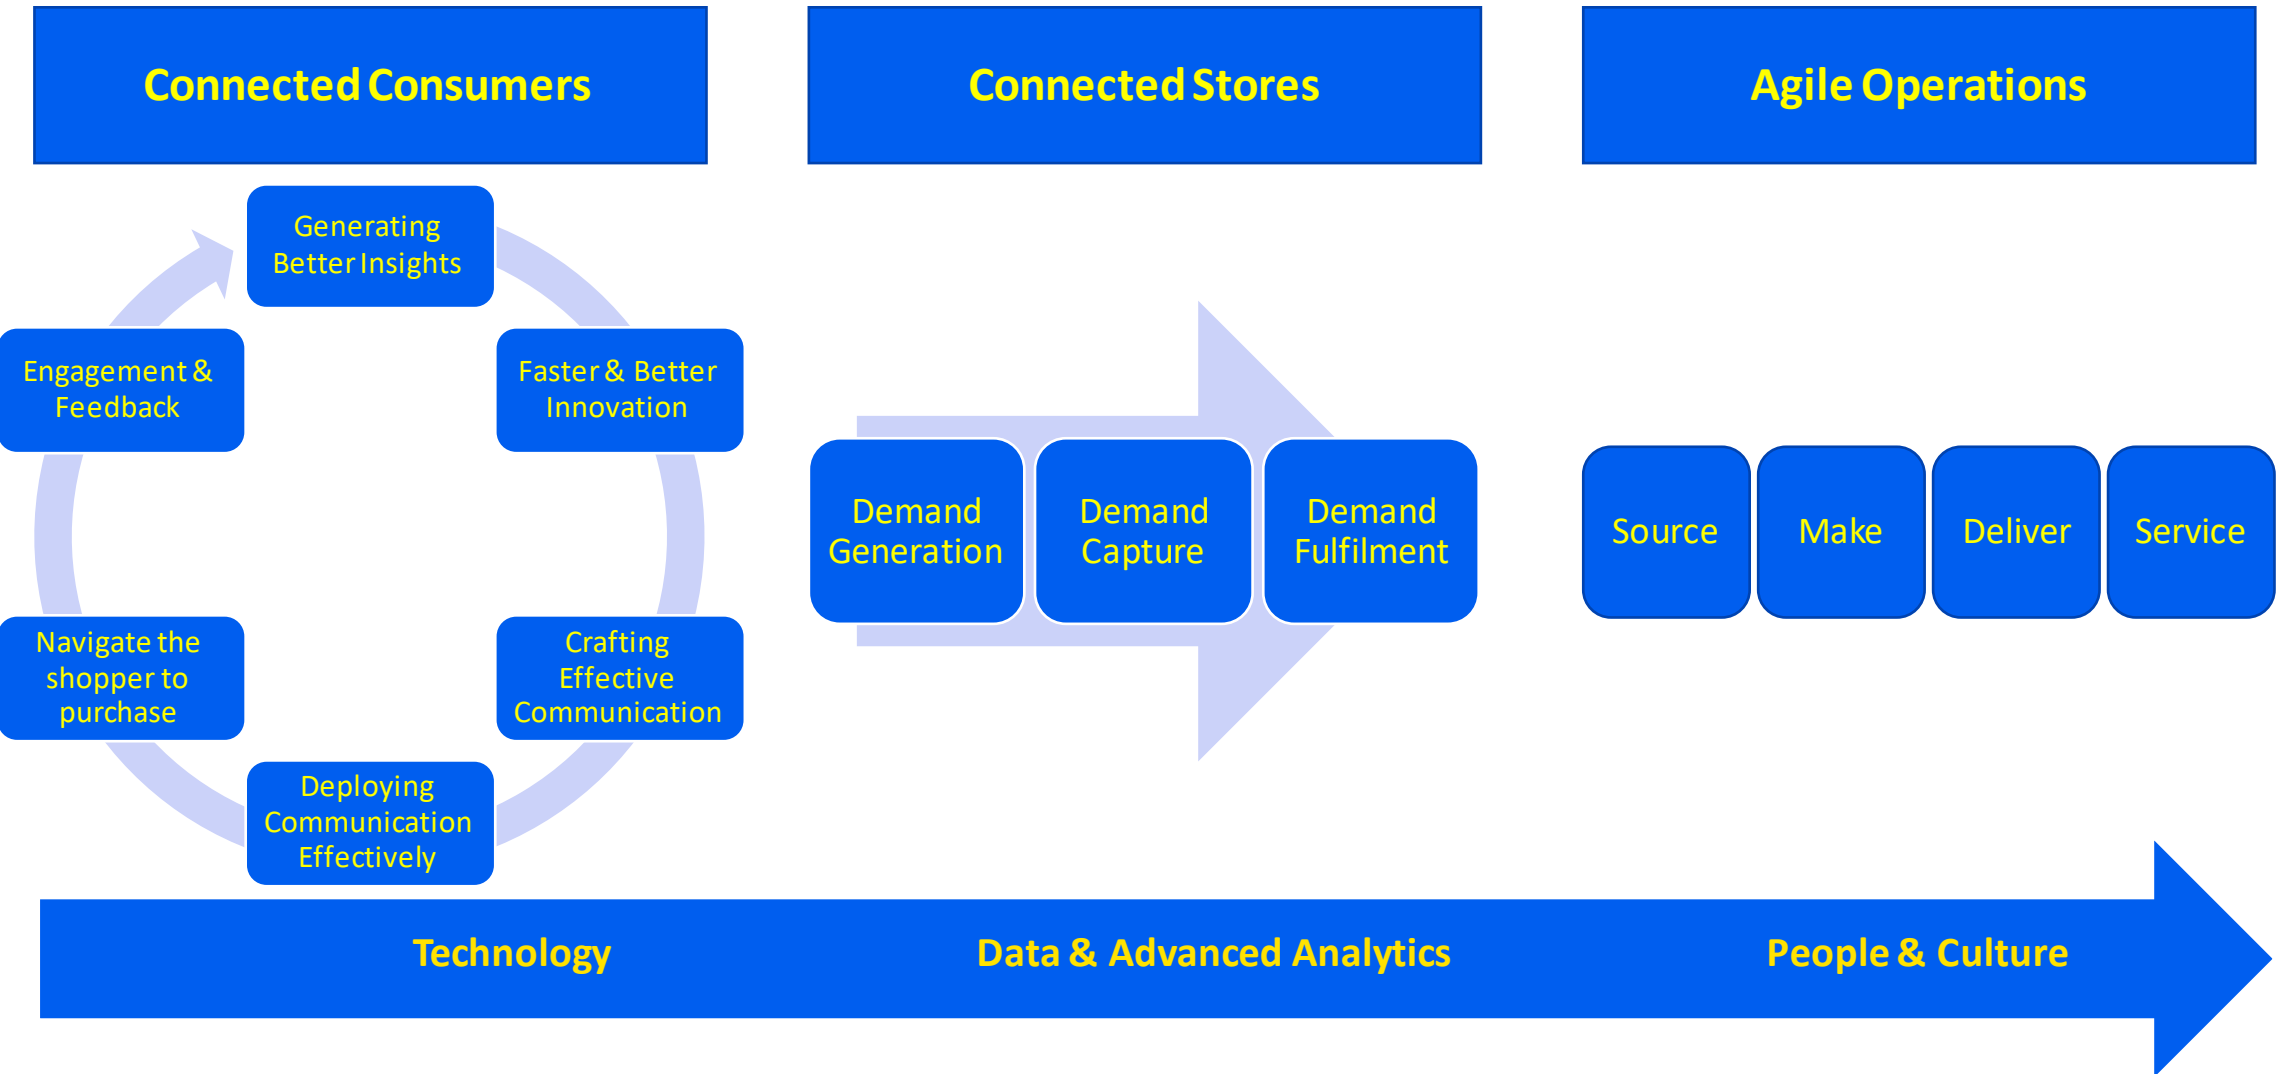 Connected Consumers
Connected Stores
Agile Operations
Generating
Better Insights
Faster & Better
Innovation
Crafting
Effective
Communication
Deploying
Communication
Effectively
Navigate the
shopper to
purchase
Engagement &
Feedback
Demand
Generation
Demand
Capture
Demand
Fulfilment
Source
Make
Deliver
Service
Technology
Data & Advanced Analytics
People & Culture